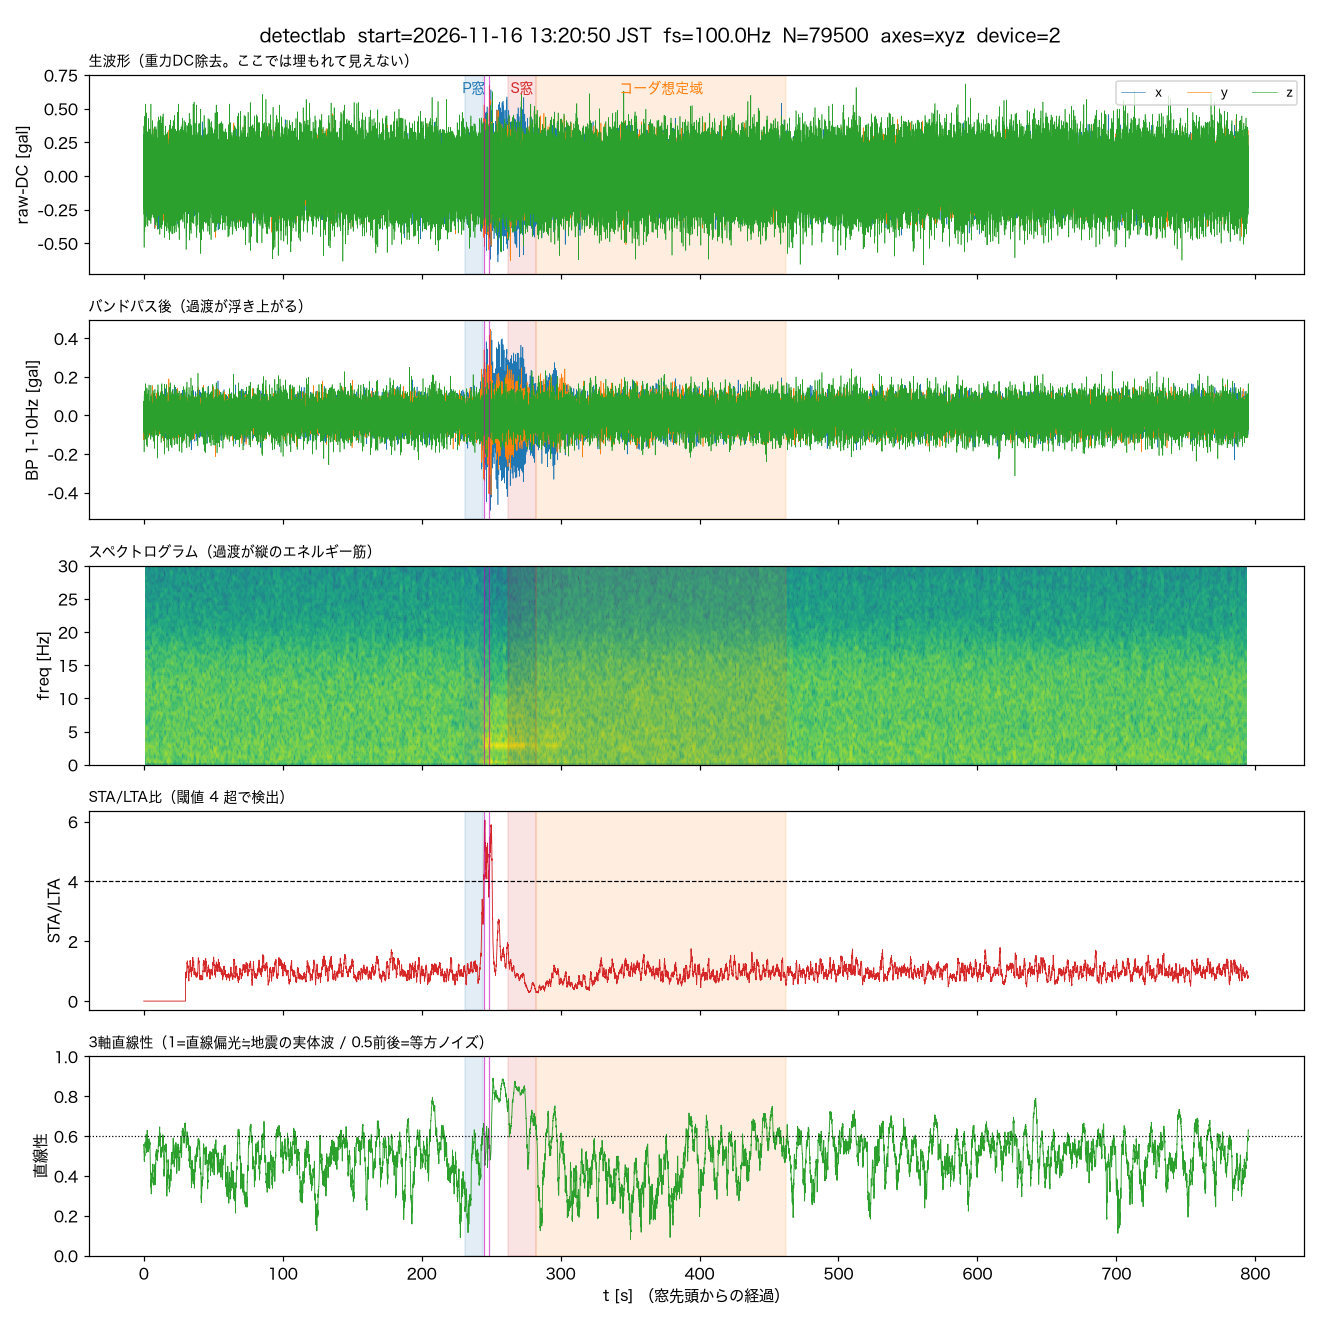 detectlab start=2026-11-16 13:20:50 JST fs=100.0Hz N=79500 axes=xyz device=2
生波形（重力DC除去。ここでは埋もれて見えない）
P窓 S窓 コーダ想定域
x y z
0.75
0.50
0.25
0.00
-0.25
-0.50
raw-DC [gal]
バンドパス後（過渡が浮き上がる）
0.4
0.2
0.0
-0.2
-0.4
BP 1-10Hz [gal]
スペクトログラム（過渡が縦のエネルギー筋）
30
25
20
15
10
5
0
freq [Hz]
STA/LTA比（閾値 4 超で検出）
6
4
2
0
STA/LTA
3軸直線性（1=直線偏光≒地震の実体波 / 0.5前後=等方ノイズ）
1.0
0.8
0.6
0.4
0.2
0.0
直線性
0 100 200 300 400 500 600 700 800
t [s] （窓先頭からの経過）